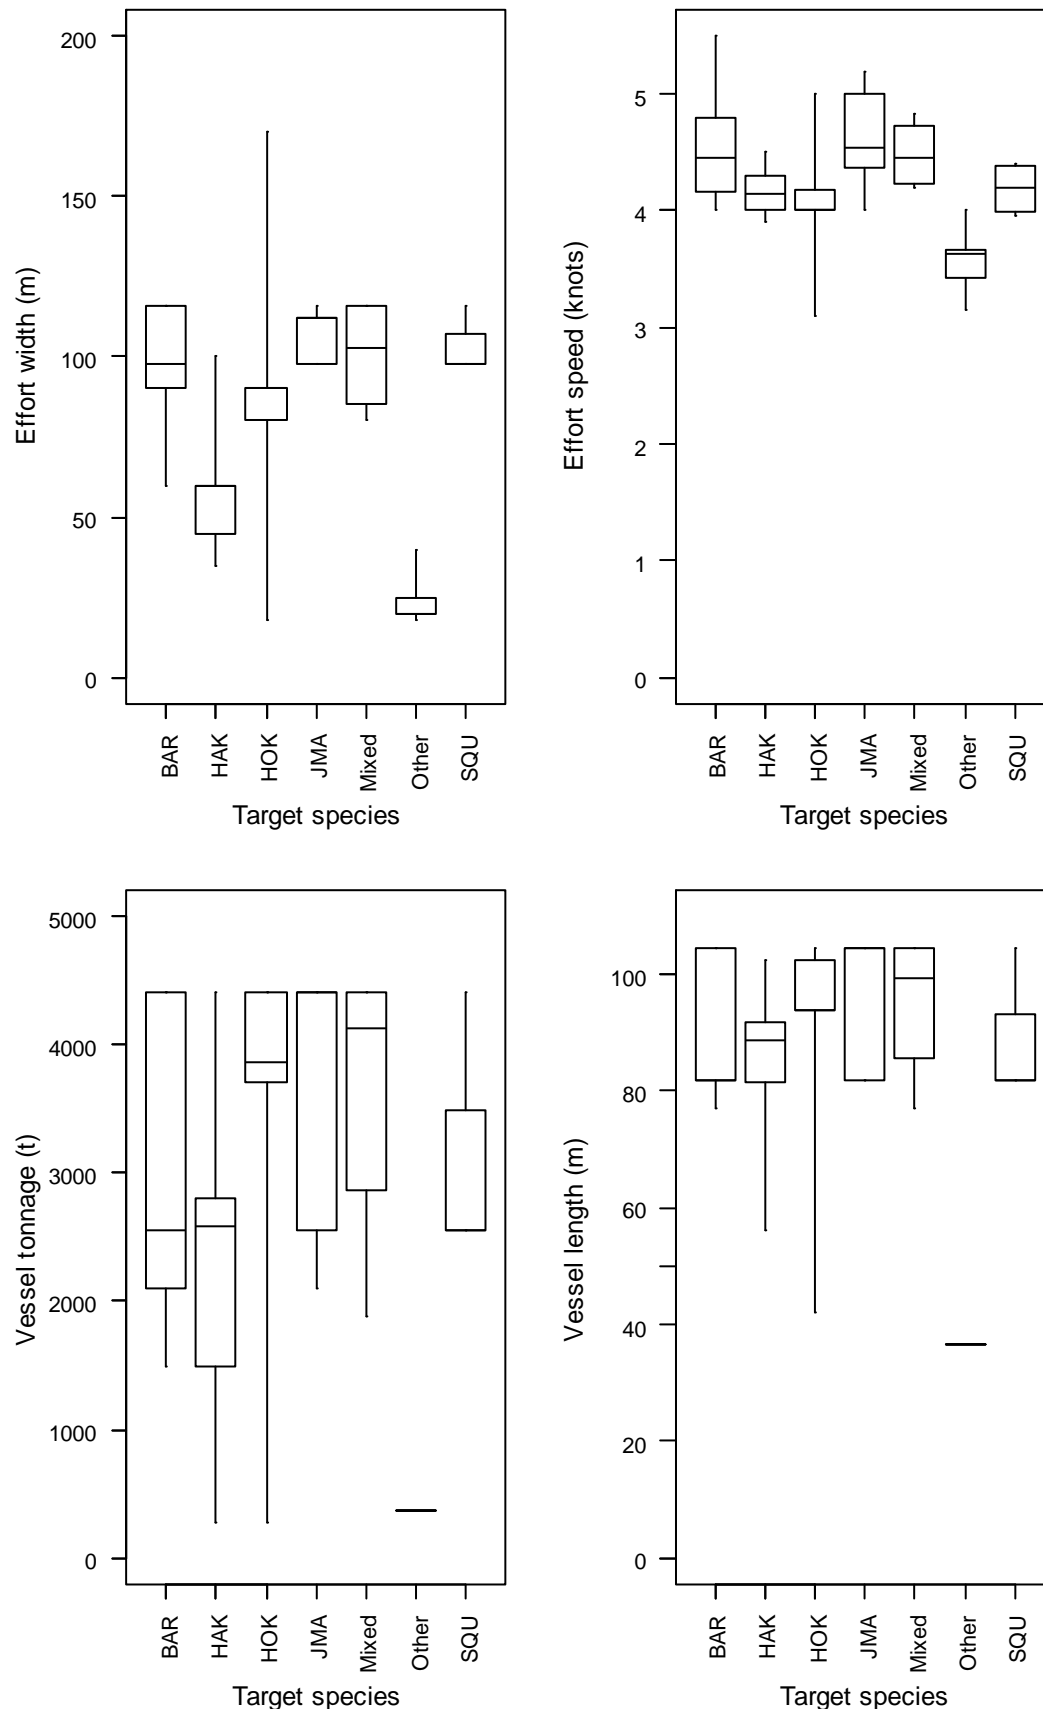 Effort width (m)
200
150
100
50
0
BAR
HAK
HOK
JMA
Mixed
Other
SQU
Target species
Effort speed (knots)
5
4
3
2
1
0
BAR
HAK
HOK
JMA
Mixed
Other
SQU
Target species
Vessel tonnage (t)
5000
4000
3000
2000
1000
0
BAR
HAK
HOK
JMA
Mixed
Other
SQU
Target species
Vessel length (m)
100
80
60
40
20
0
BAR
HAK
HOK
JMA
Mixed
Other
SQU
Target species